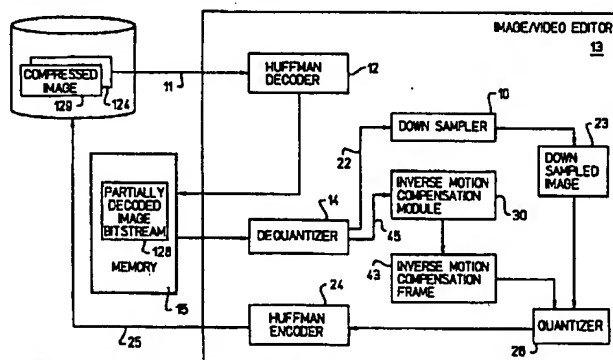 IMAGE/VIDEO EDITOR
13
COMPRESSED
IMAGE
129
124
11
HUFFMAN
DECODER
12
10
DOWN SAMPLER
22
23
DOWN
SAMPLED
IMAGE
PARTIALLY
DECODED IMAGE
BITSTREAM
128
MEMORY
15
14
DEQUANTIZER
45
INVERSE MOTION
COMPENSATION
MODULE
30
43
INVERSE MOTION
COMPENSATION
FRAME
24
HUFFMAN
ENCODER
25
QUANTIZER
26